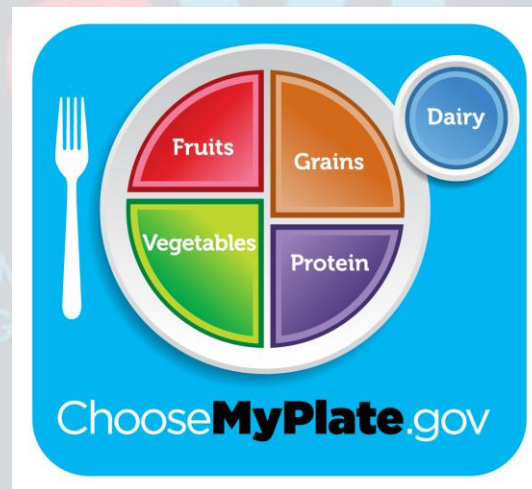 Fruits
Grains
Dairy
Vegetables
Protein
ChooseMyPlate.gov